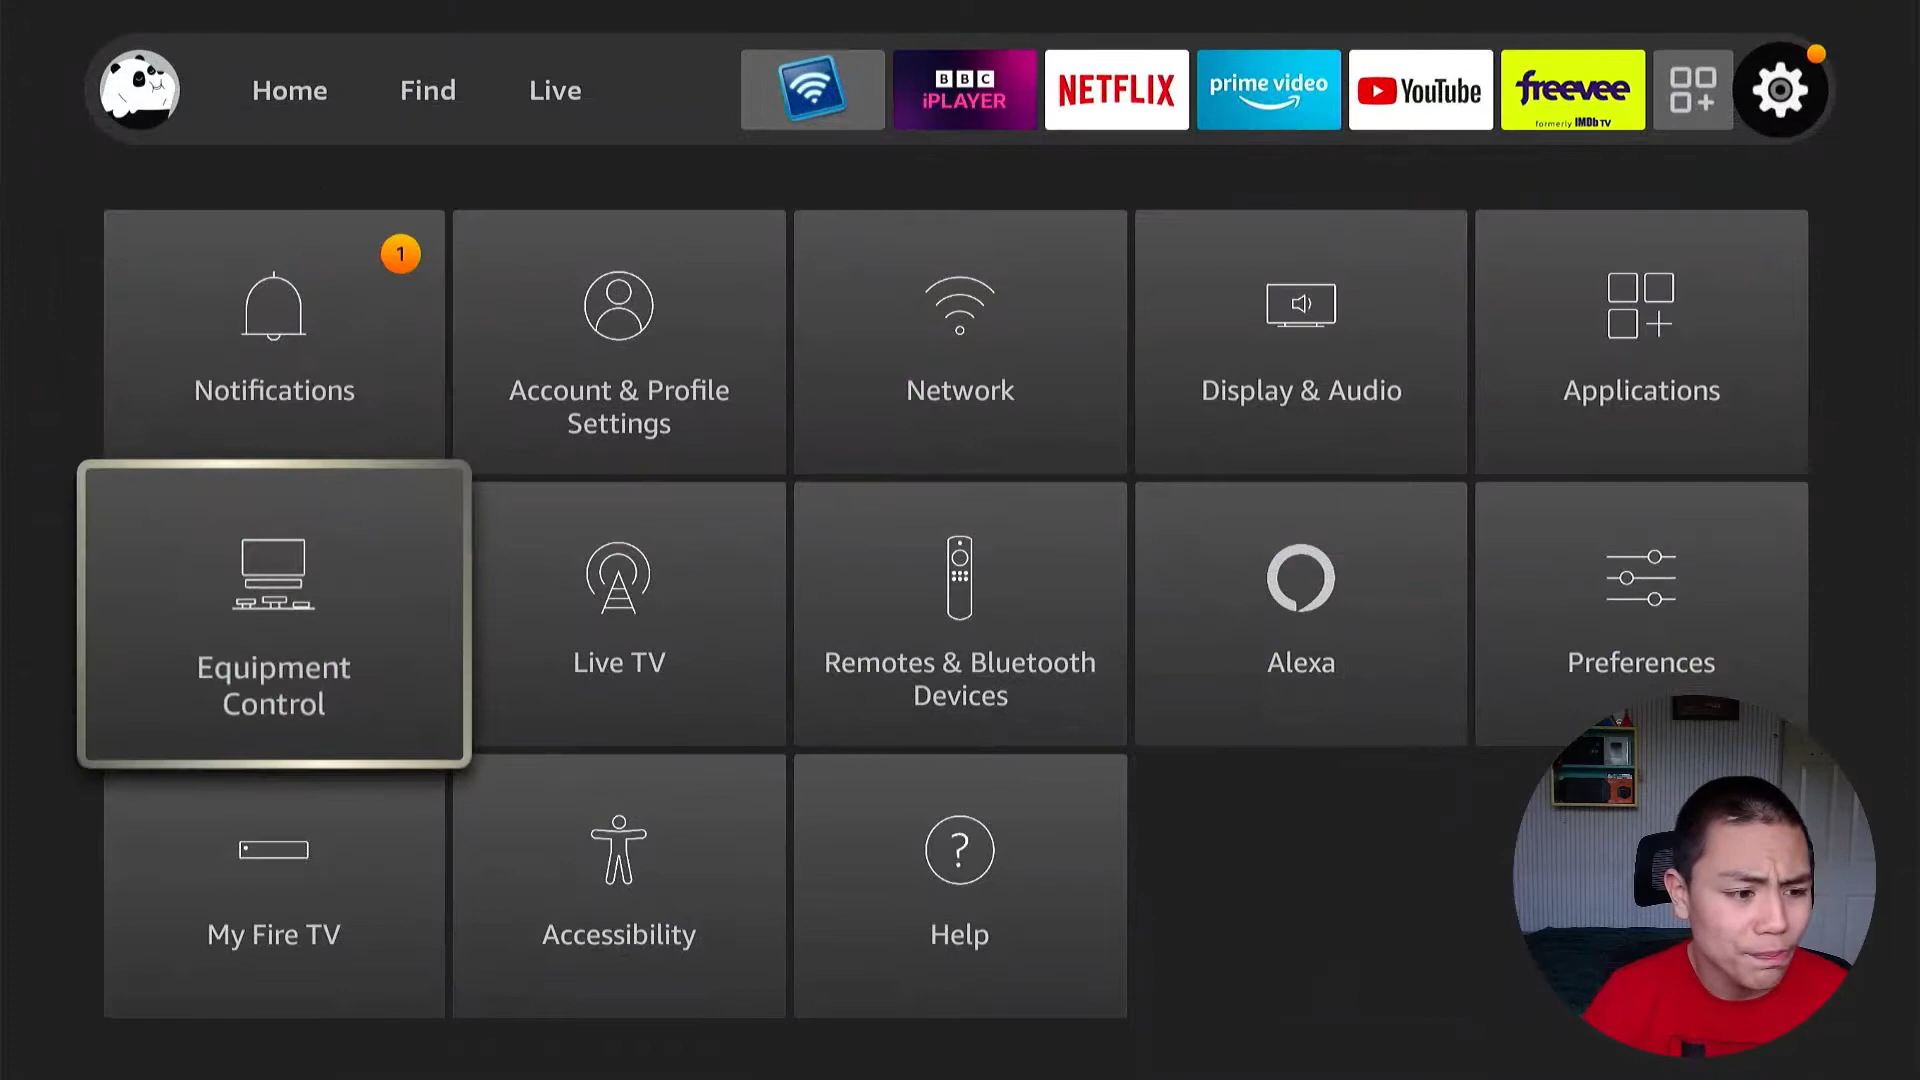 Home
Find
Live
BBC
iPLAYER
NETFLIX
prime video
YouTube
freevee
formerly IMDb TV
1
Notifications
Account & Profile
Settings
Network
Display & Audio
Applications
Equipment
Control
Live TV
Remotes & Bluetooth
Devices
Alexa
Preferences
My Fire TV
Accessibility
?
Help